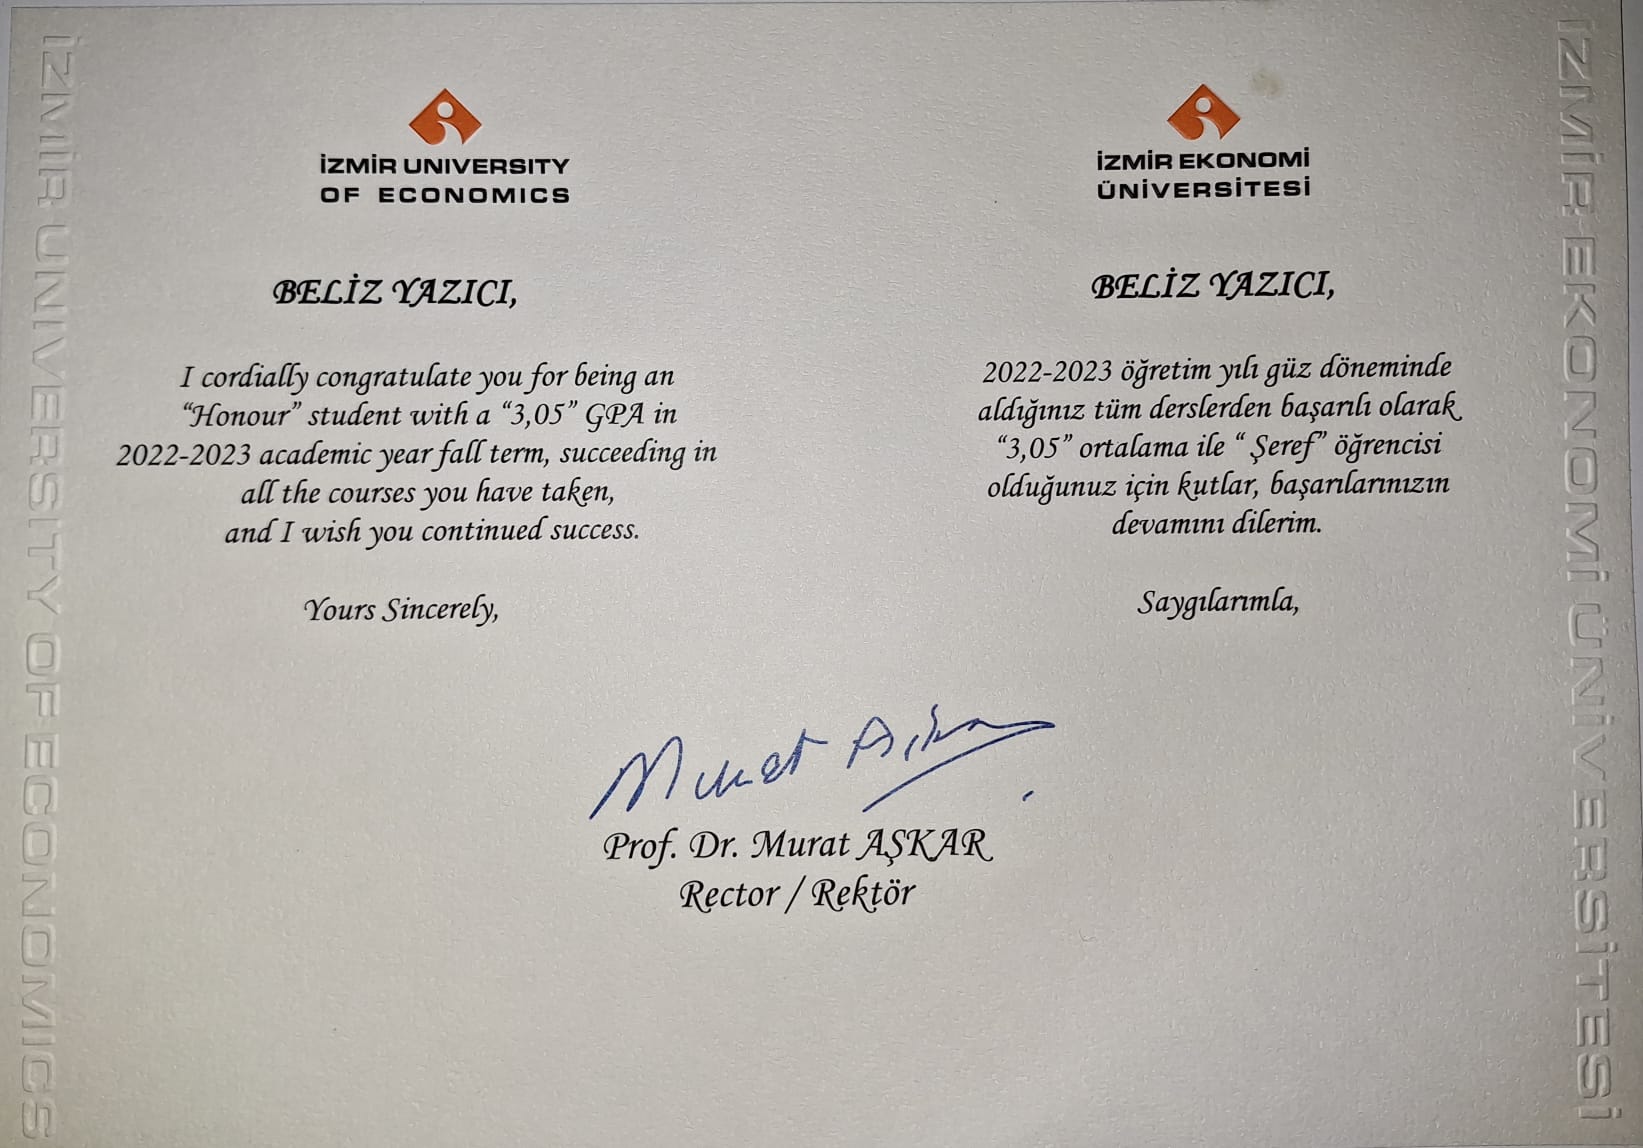 İZMİR UNIVERSITY
OF ECONOMICS
BELİZ YAZICI,
I cordially congratulate you for being an
“Honour” student with a “3,05” GPA in
2022-2023 academic year fall term, succeeding in
all the courses you have taken,
and I wish you continued success.
Yours Sincerely,
İZMİR EKONOMİ
ÜNİVERSİTESİ
BELİZ YAZICI,
2022-2023 öğretim yılı güz döneminde
aldığınız tüm derslerden başarılı olarak
“3,05” ortalama ile “ Şeref” öğrencisi
olduğunuz için kutlar, başarılarınızın
devamını dilerim.
Saygılarımla,
Murat Aşkar
Prof. Dr. Murat AŞKAR
Rector / Rektör
İZMİR UNIVERSITY OF ECONOMICS
İZMİR EKONOMİ ÜNİVERSİTESİ